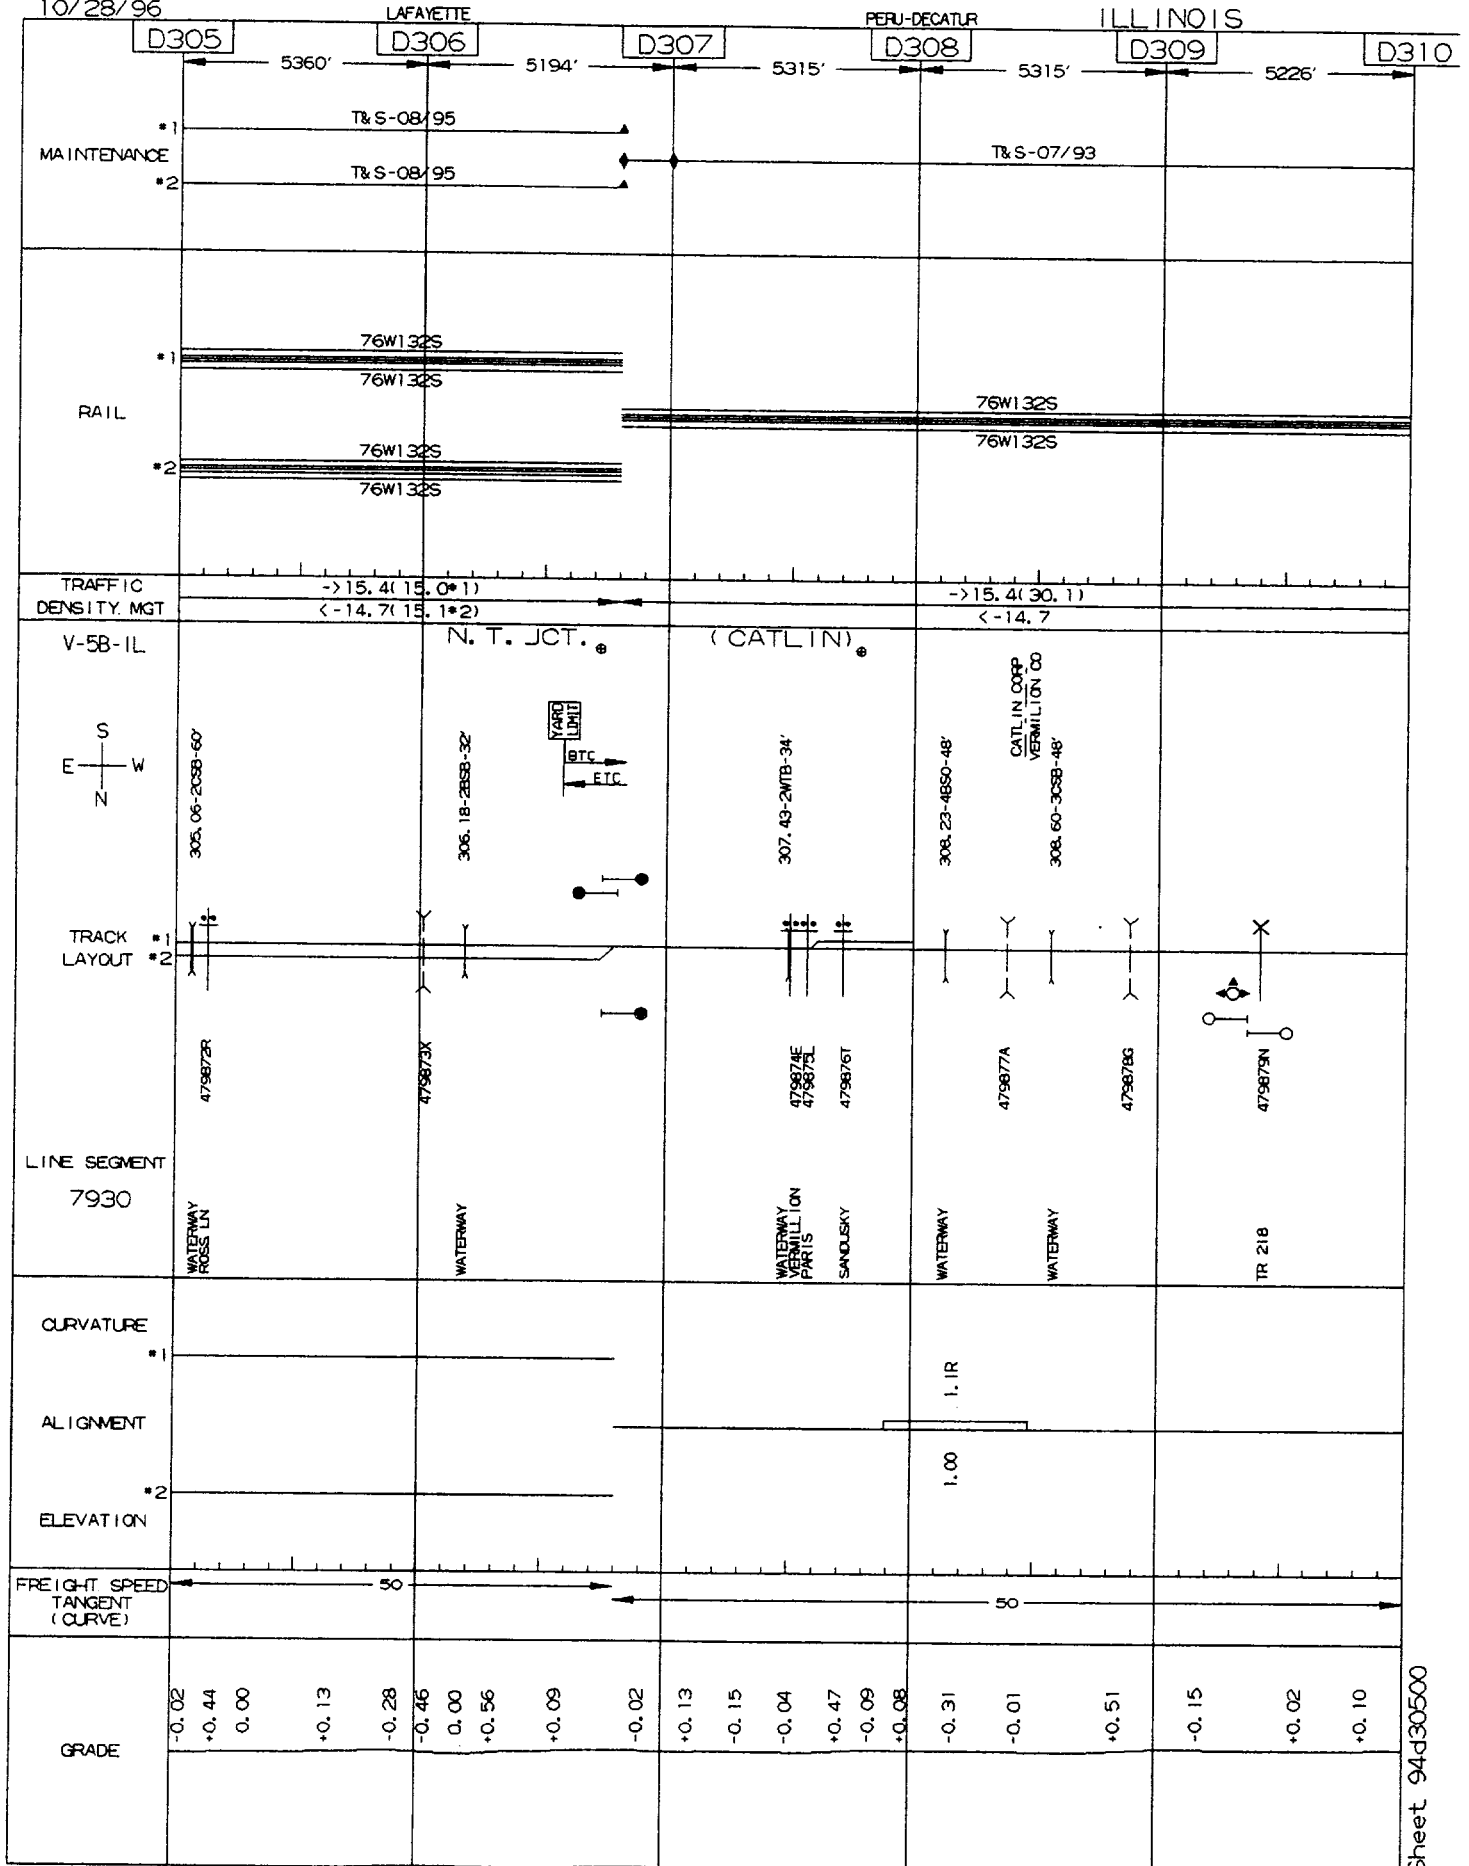 10/28/96
LAFAYETTE
PERU-DECATUR
ILLINOIS
D305
D306
D307
D308
D309
D310
5360'
5194'
5315'
5315'
5226'
MAINTENANCE
*1
T&S-08/95
T&S-07/93
*2
T&S-08/95
RAIL
*1
76W132S
76W132S
76W132S
76W132S
*2
76W132S
76W132S
TRAFFIC
DENSITY. MGT
->15.4(15.0*1)
<-14.7(15.1*2)
->15.4(30.1)
<-14.7
V-5B-IL
N. T. JCT.
(CATLIN)
S
E
W
N
305.06-2CSB-60'
306.18-2BSB-32'
YARD
LIMIT
BTC
ETC
307.43-2WTB-34'
308.23-4BSO-48'
CATLIN CORP
VERMILION CO
308.60-3CSB-48'
TRACK *1
LAYOUT *2
479872R
479873X
479874E
479875L
479876T
479877A
479878G
479879N
LINE SEGMENT
7930
WATERWAY
ROSS LN
WATERWAY
WATERWAY
VERMILLION
PARIS
SANDUSKY
WATERWAY
WATERWAY
TR 218
CURVATURE
*1
ALIGNMENT
1.1R
1.00
*2
ELEVATION
FREIGHT SPEED
TANGENT
(CURVE)
50
50
GRADE
-0.02
+0.44
0.00
+0.13
-0.28
-0.46
0.00
+0.56
+0.09
-0.02
+0.13
-0.15
-0.04
+0.47
-0.09
+0.08
-0.31
-0.01
+0.51
-0.15
+0.02
+0.10
Sheet 94d30500